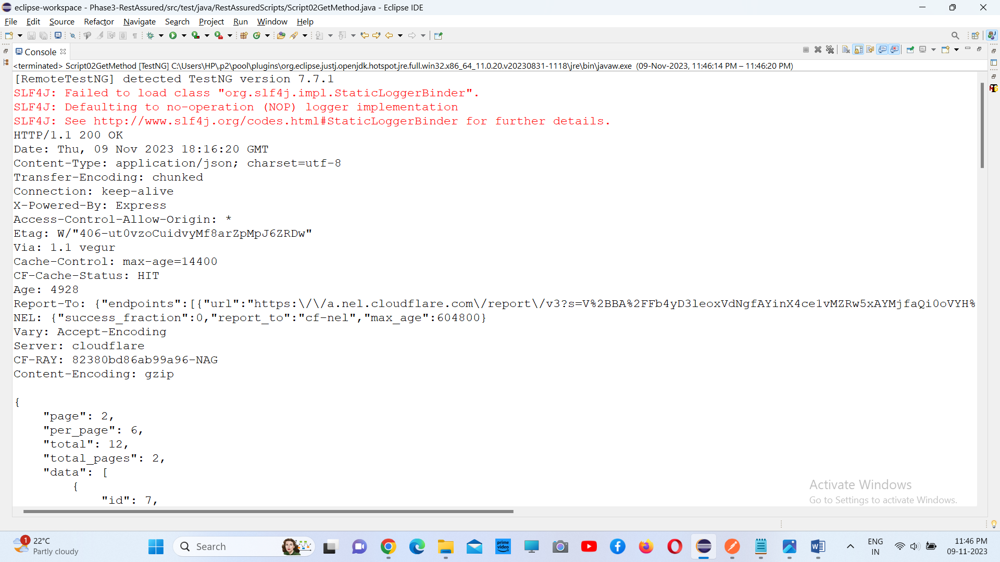 eclipse-workspace - Phase3-RestAssured/src/test/java/RestAssuredScripts/Script02GetMethod.java - Eclipse IDE
File Edit Source Refactor Navigate Search Project Run Window Help
Console
<terminated> Script02GetMethod [TestNG] C:\Users\HP\.p2\pool\plugins\org.eclipse.justj.openjdk.hotspot.jre.full.win32.x86_64_11.0.20.v20230831-1118\jre\bin\javaw.exe (09-Nov-2023, 11:46:14 PM – 11:46:20 PM)
[RemoteTestNG] detected TestNG version 7.7.1
SLF4J: Failed to load class "org.slf4j.impl.StaticLoggerBinder".
SLF4J: Defaulting to no-operation (NOP) logger implementation
SLF4J: See http://www.slf4j.org/codes.html#StaticLoggerBinder for further details.
HTTP/1.1 200 OK
Date: Thu, 09 Nov 2023 18:16:20 GMT
Content-Type: application/json; charset=utf-8
Transfer-Encoding: chunked
Connection: keep-alive
X-Powered-By: Express
Access-Control-Allow-Origin: *
Etag: W/"406-ut0vzoCuidvyMf8arZpMpJ6ZRDw"
Via: 1.1 vegur
Cache-Control: max-age=14400
CF-Cache-Status: HIT
Age: 4928
Report-To: {"endpoints":[{"url":"https:\/\/a.nel.cloudflare.com\/report\/v3?s=V%2BBA%2FFb4yD3leoxVdNgfAYinX4ce1vMZRw5xAYMjfaQi0oVYH%
NEL: {"success_fraction":0,"report_to":"cf-nel","max_age":604800}
Vary: Accept-Encoding
Server: cloudflare
CF-RAY: 82380bd86ab99a96-NAG
Content-Encoding: gzip
{
"page": 2,
"per_page": 6,
"total": 12,
"total_pages": 2,
"data": [
{
"id": 7,
Activate Windows
Go to Settings to activate Windows.
1
22°C
Partly cloudy
Search
prime video
ENG
IN
11:46 PM
09-11-2023